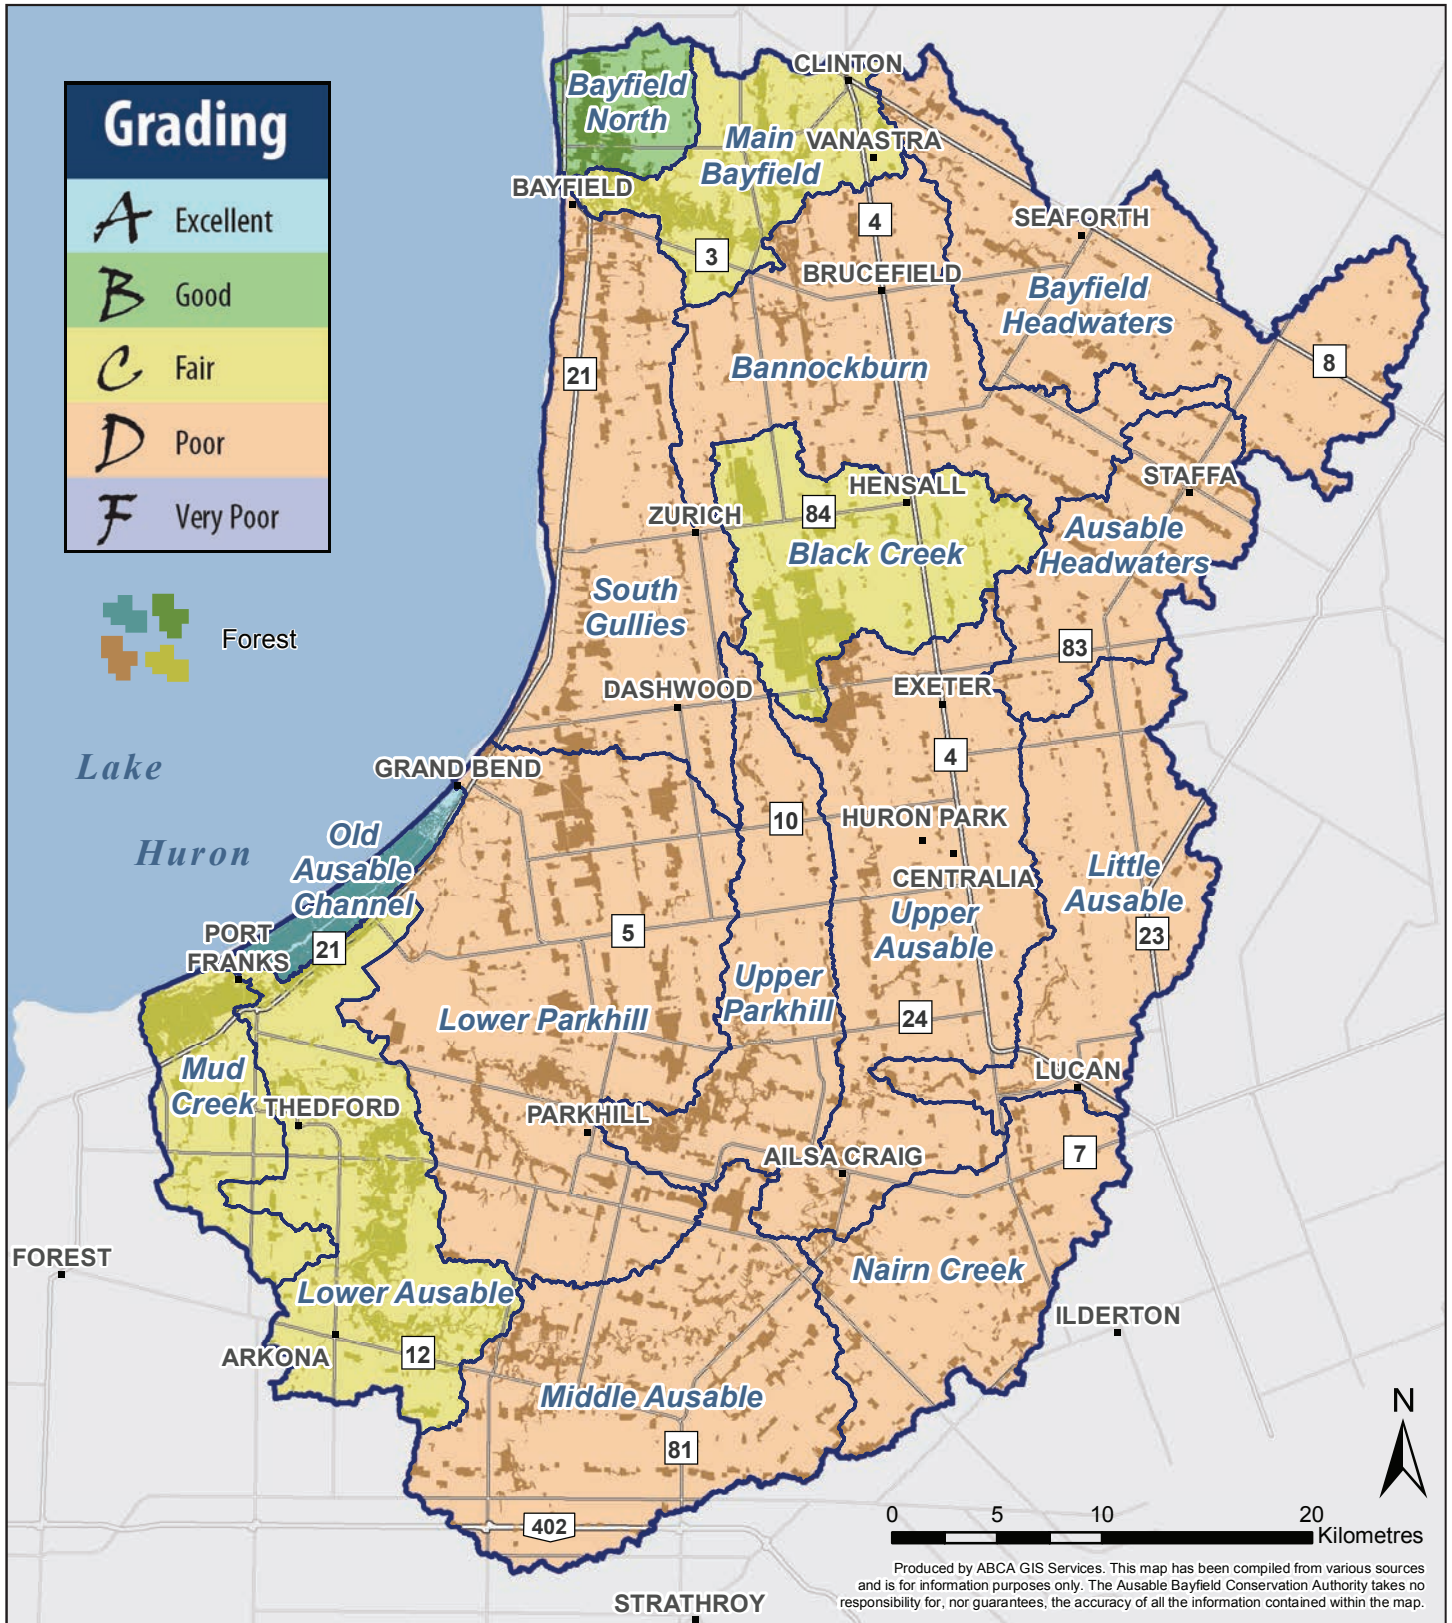 Grading
A Excellent
B Good
C Fair
D Poor
F Very Poor
Forest
Lake
Huron
Bayfield
North
CLINTON
Main
Bayfield
VANASTRA
BAYFIELD
3
4
SEAFORTH
BRUCEFIELD
Bayfield
Headwaters
21
Bannockburn
8
HENSALL
STAFFA
ZURICH
84
Black Creek
Ausable
Headwaters
South
Gullies
83
DASHWOOD
EXETER
4
GRAND BEND
10
HURON PARK
Old
Ausable
Channel
CENTRALIA
Little
Ausable
Upper
Ausable
23
PORT
FRANKS
21
5
Upper
Parkhill
Lower Parkhill
24
Mud
Creek
LUCAN
THEDFORD
PARKHILL
7
AILSA CRAIG
FOREST
Nairn Creek
Lower Ausable
ILDERTON
ARKONA
12
Middle Ausable
81
N
402
0 5 10 20
Kilometres
Produced by ABCA GIS Services. This map has been compiled from various sources
and is for information purposes only. The Ausable Bayfield Conservation Authority takes no
responsibility for, nor guarantees, the accuracy of all the information contained within the map.
STRATHROY